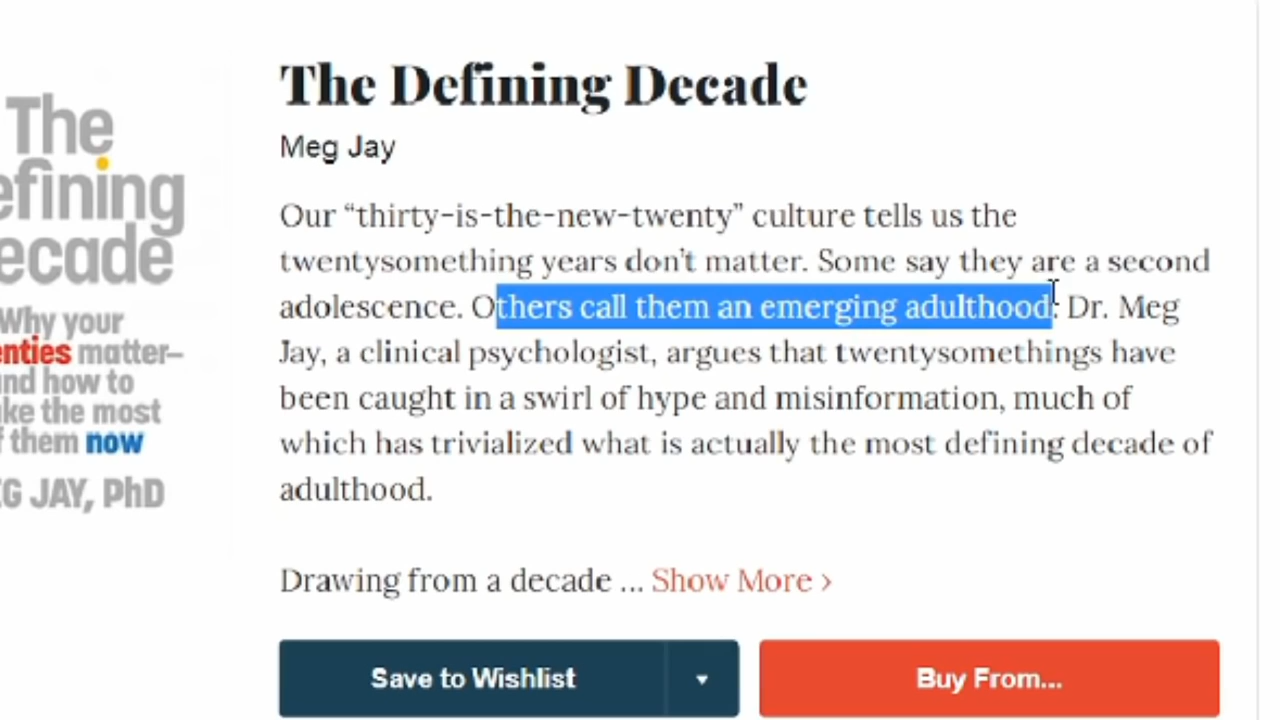 The
efining
ecade
Why your
enties matter–
nd how to
ke the most
f them now
G JAY, PhD
The Defining Decade
Meg Jay
Our “thirty-is-the-new-twenty” culture tells us the
twentysomething years don’t matter. Some say they are a second
adolescence. Others call them an emerging adulthood. Dr. Meg
Jay, a clinical psychologist, argues that twentysomethings have
been caught in a swirl of hype and misinformation, much of
which has trivialized what is actually the most defining decade of
adulthood.
Drawing from a decade ... Show More ›
Save to Wishlist
Buy From...